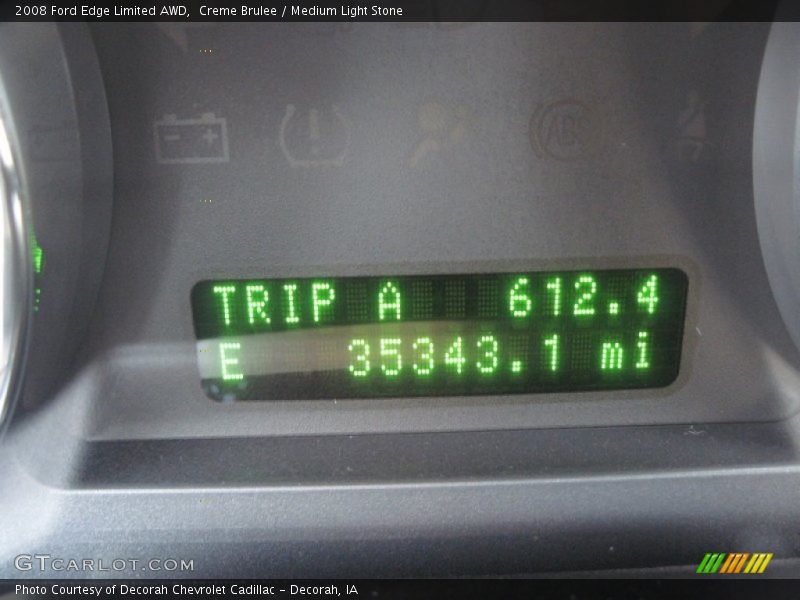 2008 Ford Edge Limited AWD,  Creme Brulee / Medium Light Stone
ABS
TRIP A 612.4
E 35343.1 mi
GTCARLOT.COM
Photo Courtesy of Decorah Chevrolet Cadillac - Decorah, IA